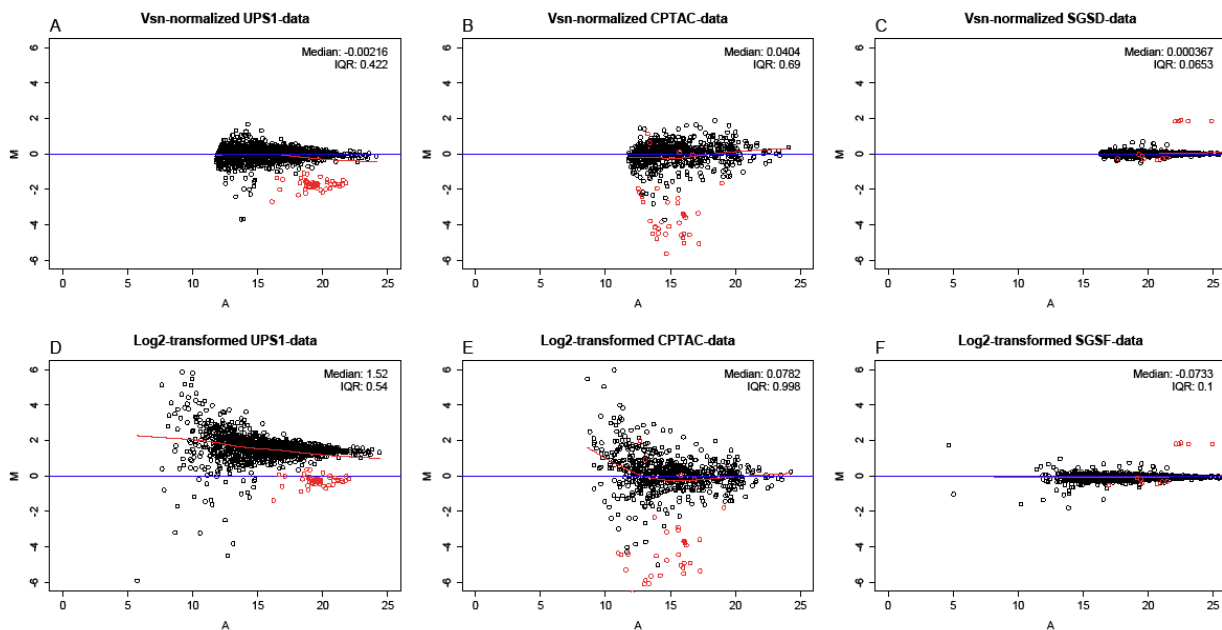 A
Vsn-normalized UPS1-data
Median: -0.00216
IQR: 0.422
M
6
4
2
0
-2
-4
-6
0 5 10 15 20 25
A
B
Vsn-normalized CPTAC-data
Median: 0.0404
IQR: 0.69
M
6
4
2
0
-2
-4
-6
0 5 10 15 20 25
A
C
Vsn-normalized SGSD-data
Median: 0.000367
IQR: 0.0653
M
6
4
2
0
-2
-4
-6
0 5 10 15 20 25
A
D
Log2-transformed UPS1-data
Median: 1.52
IQR: 0.54
M
6
4
2
0
-2
-4
-6
0 5 10 15 20 25
A
E
Log2-transformed CPTAC-data
Median: 0.0782
IQR: 0.998
M
6
4
2
0
-2
-4
-6
0 5 10 15 20 25
A
F
Log2-transformed SGSF-data
Median: -0.0733
IQR: 0.1
M
6
4
2
0
-2
-4
-6
0 5 10 15 20 25
A